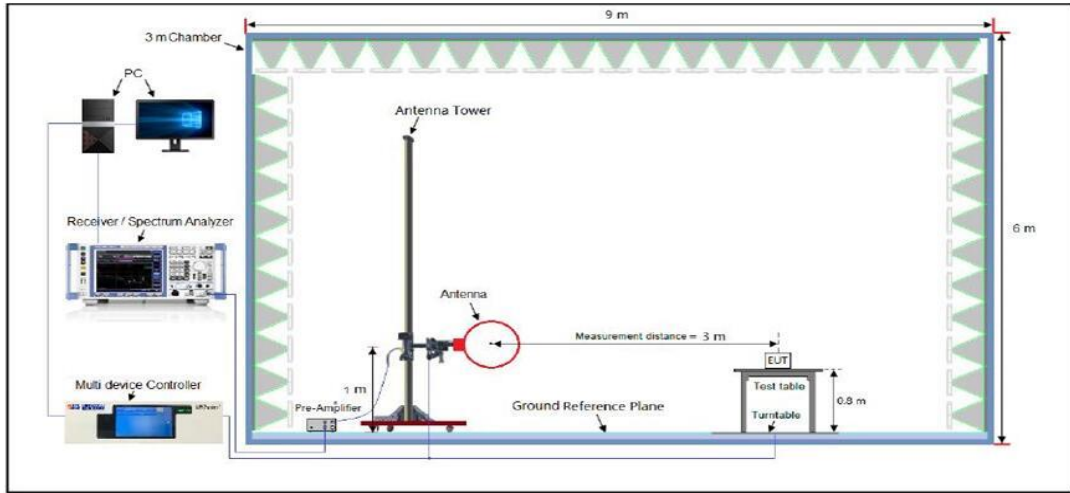 9 m
3 m Chamber
PC
Antenna Tower
Receiver / Spectrum Analyzer
6 m
Antenna
Measurement distance = 3 m
EUT
Multi device Controller
1 m
Test table
0.8 m
Pre-Amplifier
Ground Reference Plane
Turntable